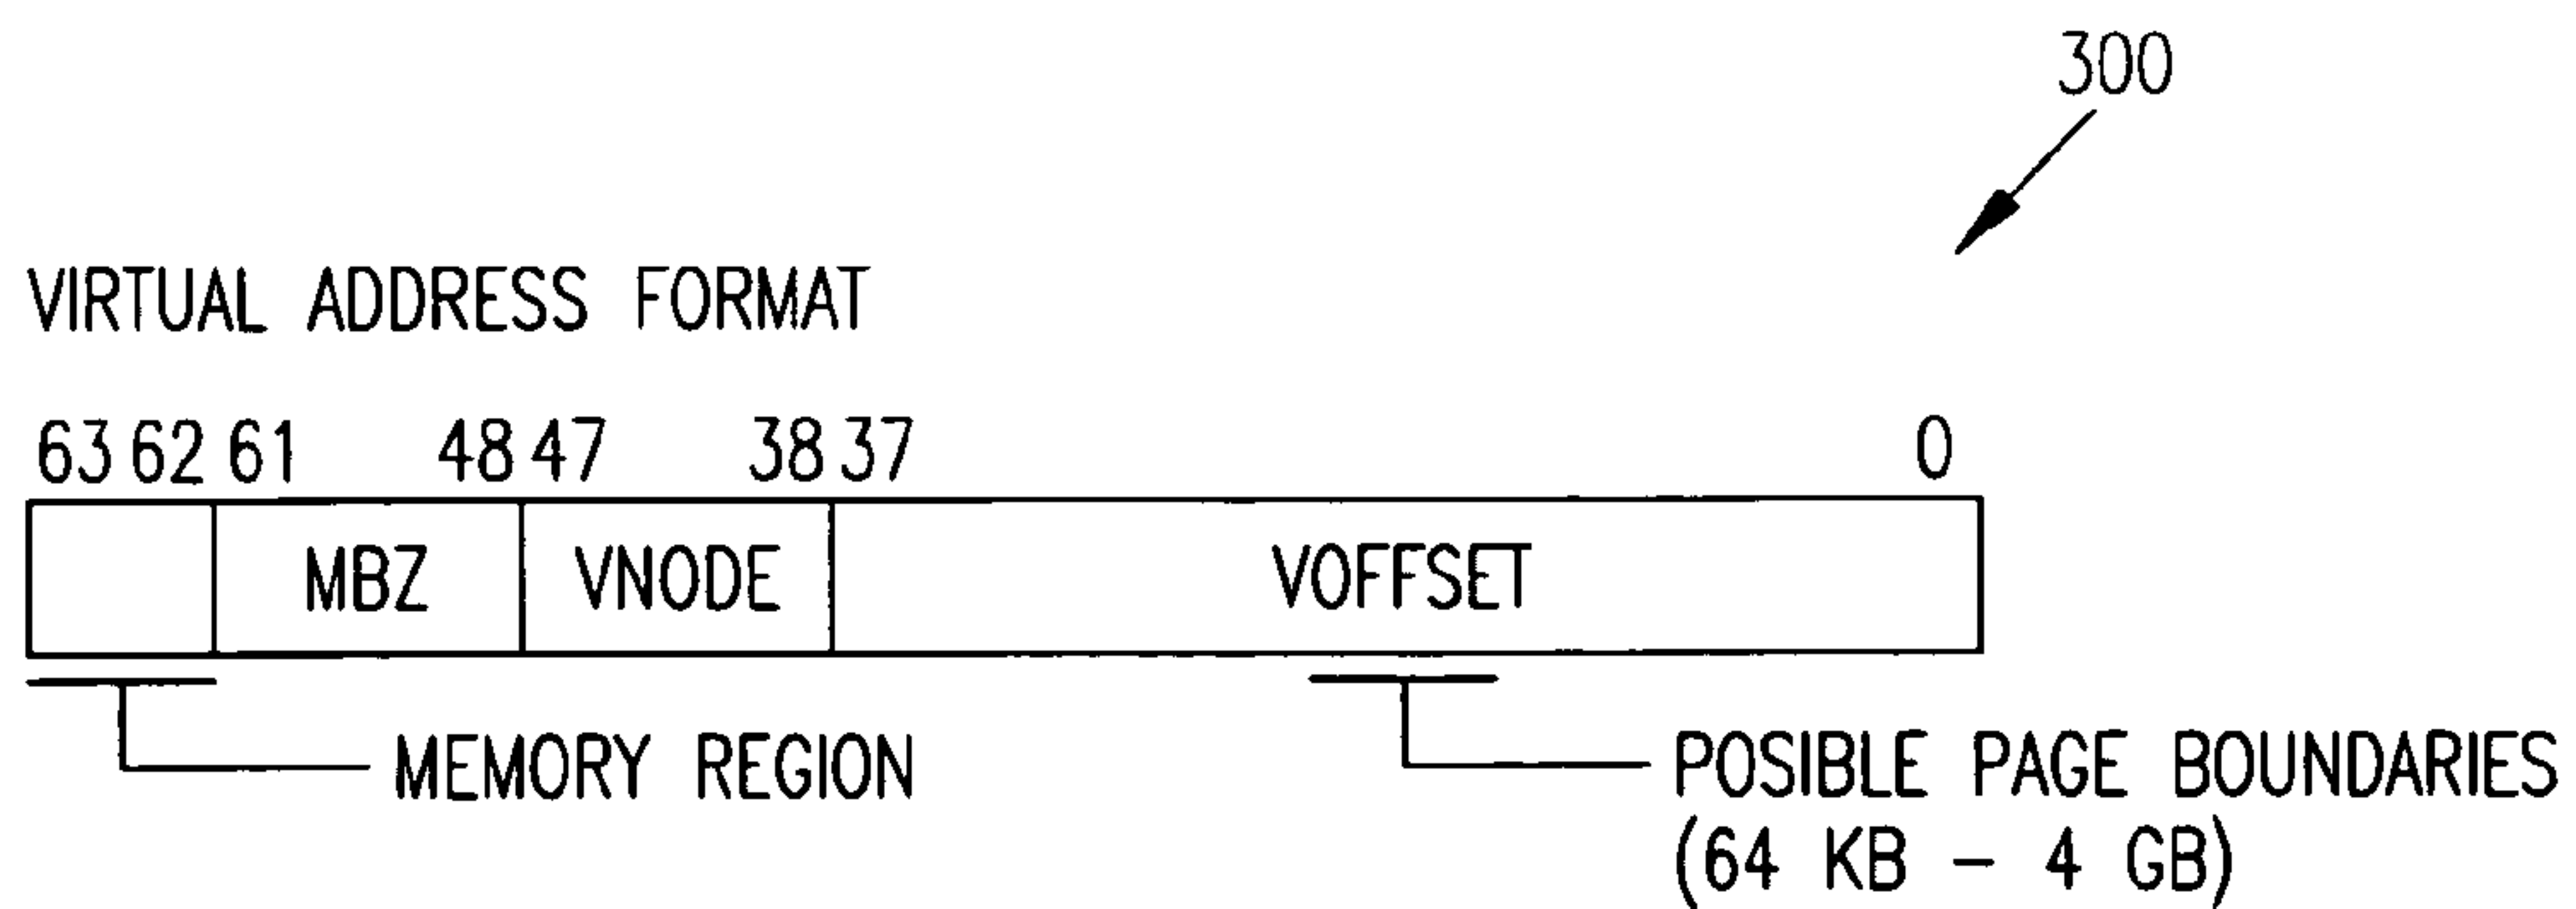 300
VIRTUAL ADDRESS FORMAT
63 62 61 48 47 38 37 0
MBZ VNODE VOFFSET
MEMORY REGION
POSIBLE PAGE BOUNDARIES
(64 KB – 4 GB)